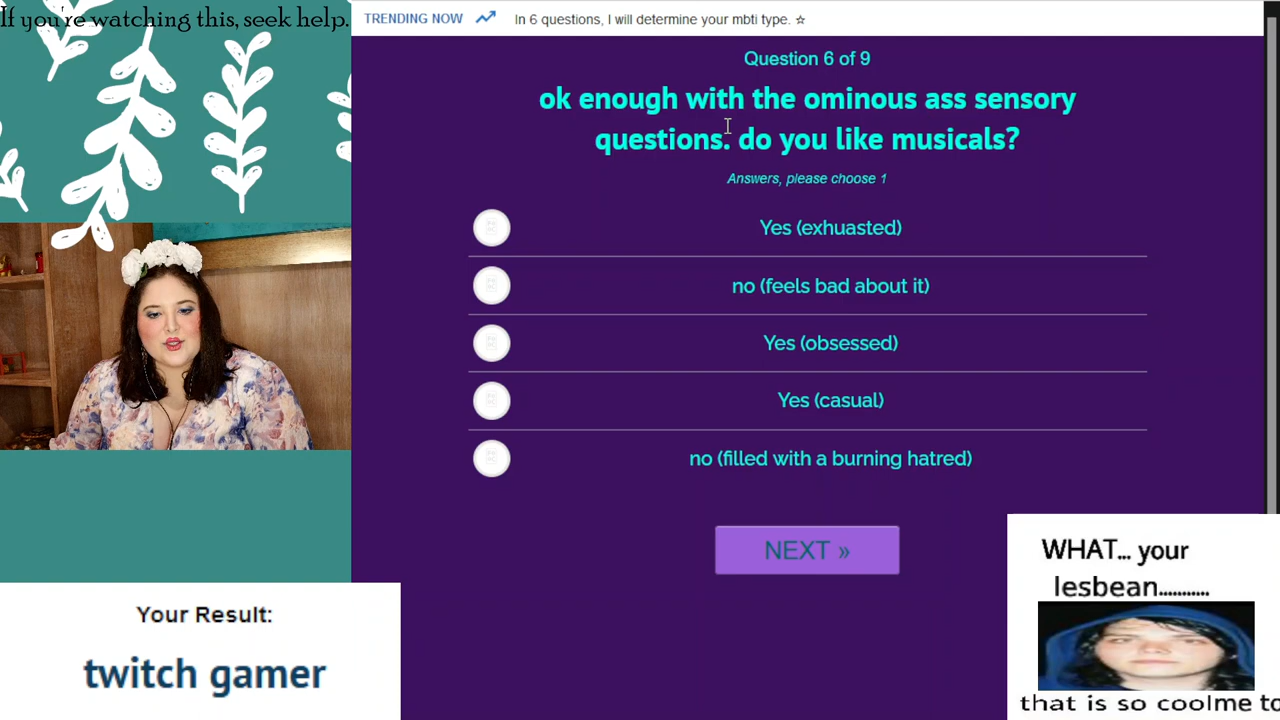 If you're watching this, seek help.
TRENDING NOW
In 6 questions, I will determine your mbti type. ☆
Question 6 of 9
ok enough with the ominous ass sensory
questions. do you like musicals?
Answers, please choose 1
Yes (exhuasted)
no (feels bad about it)
Yes (obsessed)
Yes (casual)
no (filled with a burning hatred)
NEXT »
Your Result:
twitch gamer
WHAT... your
lesbean...........
that is so coolme to